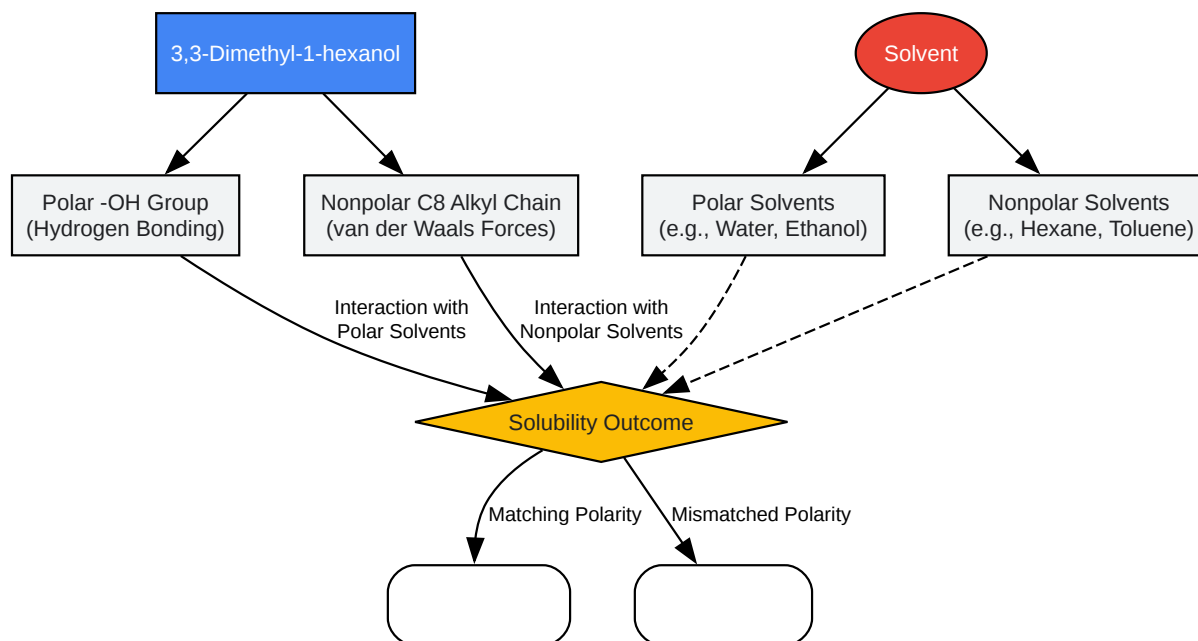 3,3-Dimethyl-1-hexanol
Solvent
Polar -OH Group
(Hydrogen Bonding)
Nonpolar C8 Alkyl Chain
(van der Waals Forces)
Polar Solvents
(e.g., Water, Ethanol)
Nonpolar Solvents
(e.g., Hexane, Toluene)
Interaction with
Polar Solvents
Interaction with
Nonpolar Solvents
Solubility Outcome
Matching Polarity
Mismatched Polarity